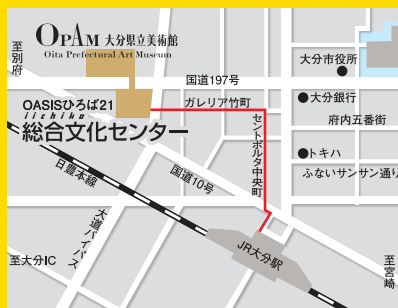 OPAM 大分県立美術館
Oita Prefectural Art Museum
至別府
国道197号
大分市役所
OASISひろば21
iichiko
総合文化センター
ガレリア竹町
大分銀行
府内五番街
セントポルタ中央町
トキハ
ふないサンサン通り
日豊本線
国道10号
大道バイパス
至大分IC
JR大分駅
至宮崎